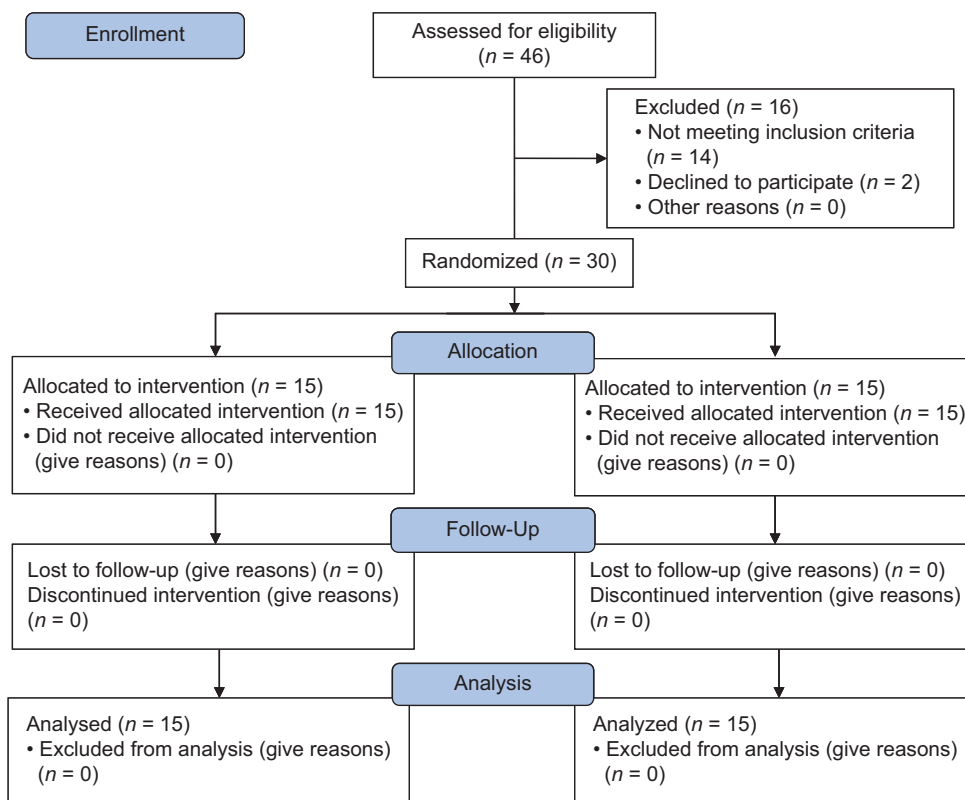 Enrollment
Assessed for eligibility
(n = 46)
Excluded (n = 16)
• Not meeting inclusion criteria
(n = 14)
• Declined to participate (n = 2)
• Other reasons (n = 0)
Randomized (n = 30)
Allocation
Allocated to intervention (n = 15)
• Received allocated intervention (n = 15)
• Did not receive allocated intervention
(give reasons) (n = 0)
Allocated to intervention (n = 15)
• Received allocated intervention (n = 15)
• Did not receive allocated intervention
(give reasons) (n = 0)
Follow-Up
Lost to follow-up (give reasons) (n = 0)
Discontinued intervention (give reasons)
(n = 0)
Lost to follow-up (give reasons) (n = 0)
Discontinued intervention (give reasons)
(n = 0)
Analysis
Analysed (n = 15)
• Excluded from analysis (give reasons)
(n = 0)
Analyzed (n = 15)
• Excluded from analysis (give reasons)
(n = 0)